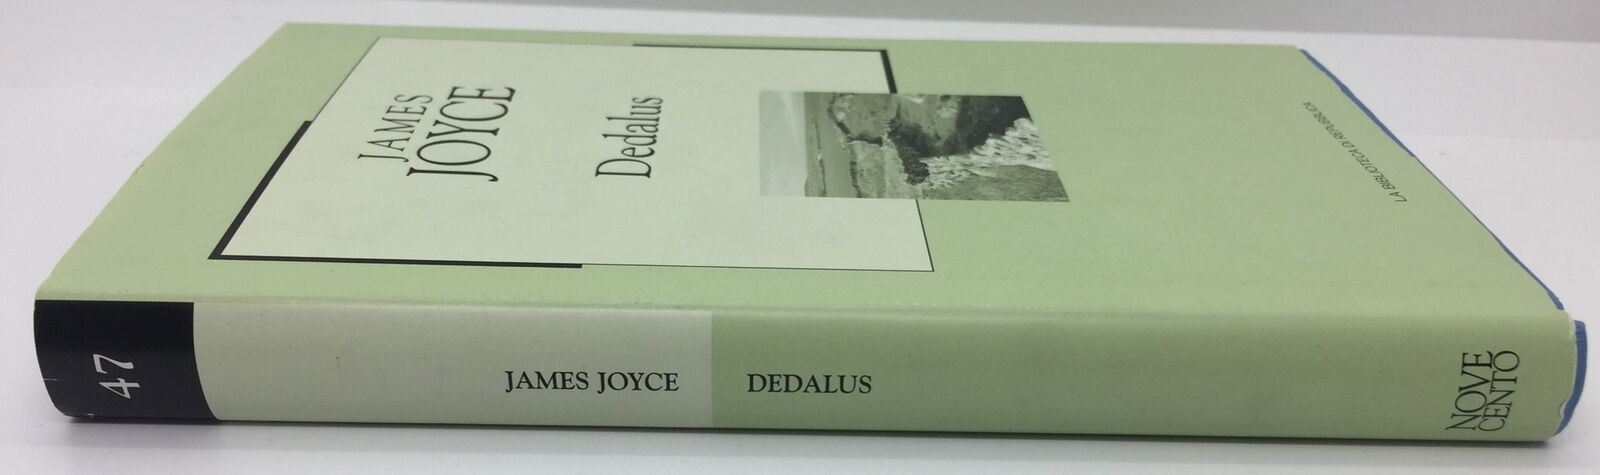 JAMES
JOYCE
Dedalus
LA BIBLIOTECA DI REPUBBLICA
47
JAMES JOYCE
DEDALUS
NOVE
CENTO